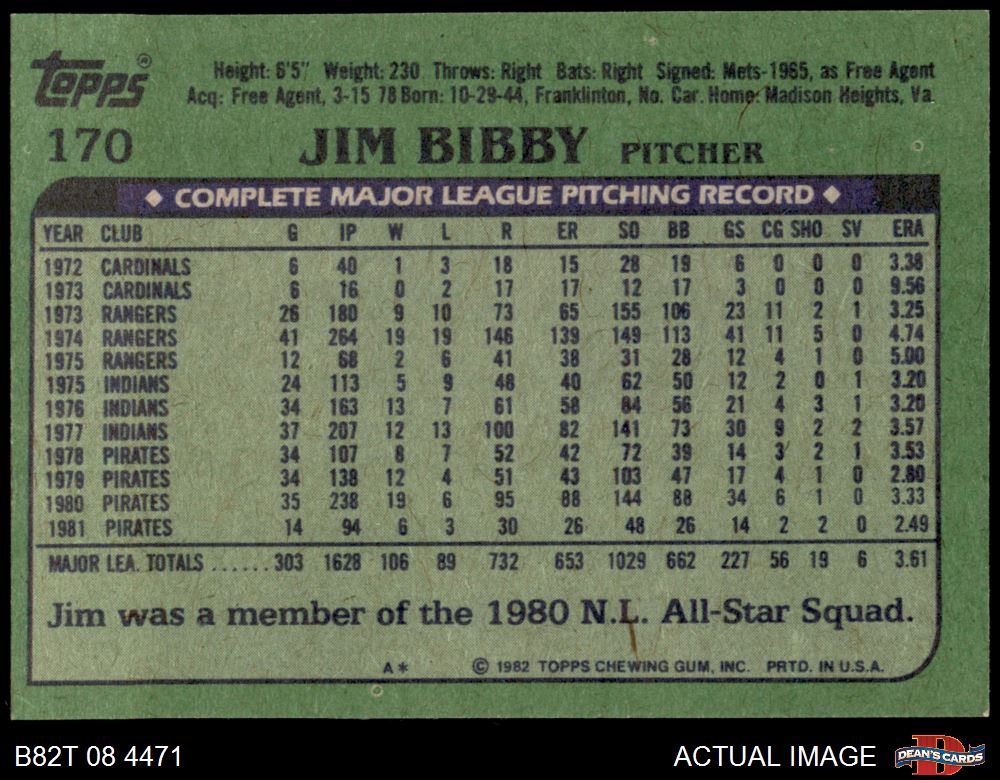 topps®
Height: 6'5" Weight: 230 Throws: Right Bats: Right Signed: Mets-1965, as Free Agent
Acq: Free Agent, 3-15 78 Born: 10-29-44, Franklinton, No. Car. Home: Madison Heights, Va
170 JIM BIBBY PITCHER
◆ COMPLETE MAJOR LEAGUE PITCHING RECORD ◆
YEAR CLUB G IP W L R ER SO BB GS CG SHO SV ERA
1972 CARDINALS 6 40 1 3 18 15 28 19 6 0 0 0 3.38
1973 CARDINALS 6 16 0 2 17 17 12 17 3 0 0 0 9.56
1973 RANGERS 26 180 9 10 73 65 155 106 23 11 2 1 3.25
1974 RANGERS 41 264 19 19 146 139 149 113 41 11 5 0 4.74
1975 RANGERS 12 68 2 6 41 38 31 28 12 4 1 0 5.00
1975 INDIANS 24 113 5 9 48 40 62 50 12 2 0 1 3.20
1976 INDIANS 34 163 13 7 61 58 84 56 21 4 3 1 3.20
1977 INDIANS 37 207 12 13 100 82 141 73 30 9 2 2 3.57
1978 PIRATES 34 107 8 7 52 42 72 39 14 3 2 1 3.53
1979 PIRATES 34 138 12 4 51 43 103 47 17 4 1 0 2.80
1980 PIRATES 35 238 19 6 95 88 144 88 34 6 1 0 3.33
1981 PIRATES 14 94 6 3 30 26 48 26 14 2 2 0 2.49
MAJOR LEA. TOTALS ...... 303 1628 106 89 732 653 1029 662 227 56 19 6 3.61
Jim was a member of the 1980 N.L. All-Star Squad.
A* © 1982 TOPPS CHEWING GUM, INC. PRTD. IN U.S.A.
B82T 08 4471 ACTUAL IMAGE DEAN'S CARDS